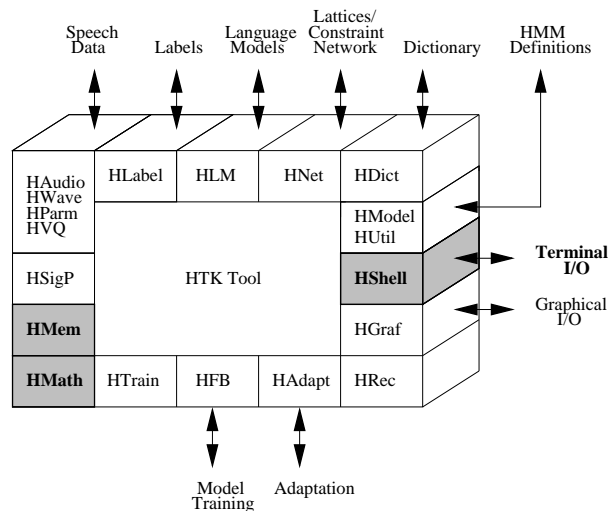 Speech
Data
Labels
Language
Models
Lattices/
Constraint
Network
Dictionary
HMM
Definitions
HAudio
HWave
HParm
HVQ
HLabel
HLM
HNet
HDict
HModel
HUtil
HSigP
HTK Tool
HShell
Terminal
I/O
HMem
HGraf
Graphical
I/O
HMath
HTrain
HFB
HAdapt
HRec
Model
Training
Adaptation